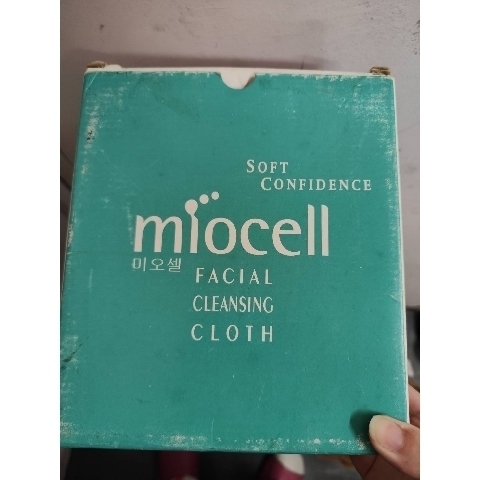 SOFT
CONFIDENCE
miocell
미오셀
FACIAL
CLEANSING
CLOTH